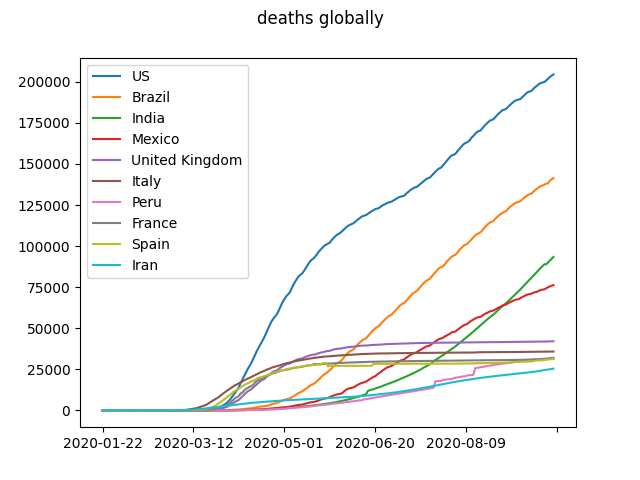 deaths globally
US
Brazil
India
Mexico
United Kingdom
Italy
Peru
France
Spain
Iran
200000
175000
150000
125000
100000
75000
50000
25000
0
2020-01-22 2020-03-12 2020-05-01 2020-06-20 2020-08-09